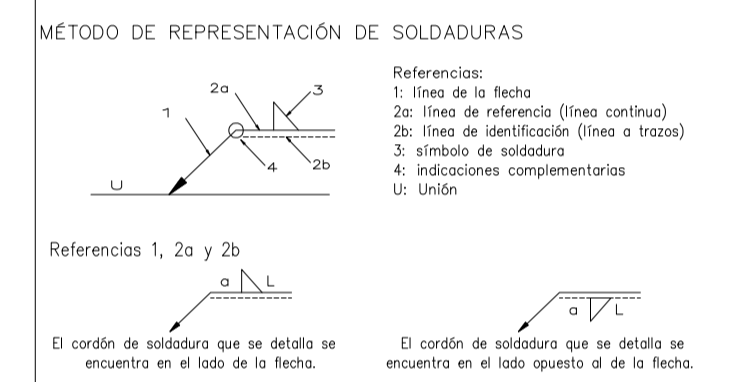 MÉTODO DE REPRESENTACIÓN DE SOLDADURAS
2a
3
1
4
2b
U
Referencias:
1: línea de la flecha
2a: línea de referencia (línea continua)
2b: línea de identificación (línea a trazos)
3: símbolo de soldadura
4: indicaciones complementarias
U: Unión
Referencias 1, 2a y 2b
a L
El cordón de soldadura que se detalla se
encuentra en el lado de la flecha.
a L
El cordón de soldadura que se detalla se
encuentra en el lado opuesto al de la flecha.